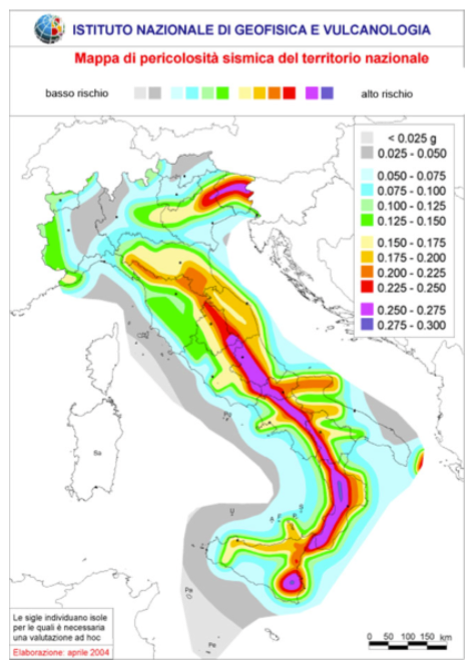 ISTITUTO NAZIONALE DI GEOFISICA E VULCANOLOGIA
Mappa di pericolosità sismica del territorio nazionale
basso rischio
alto rischio
< 0.025 g
0.025 - 0.050
0.050 - 0.075
0.075 - 0.100
0.100 - 0.125
0.125 - 0.150
0.150 - 0.175
0.175 - 0.200
0.200 - 0.225
0.225 - 0.250
0.250 - 0.275
0.275 - 0.300
Sa
U
Pa
Le sigle individuano isole
per le quali è necessaria
una valutazione ad hoc
Elaborazione: aprile 2004
0 50 100 150 km